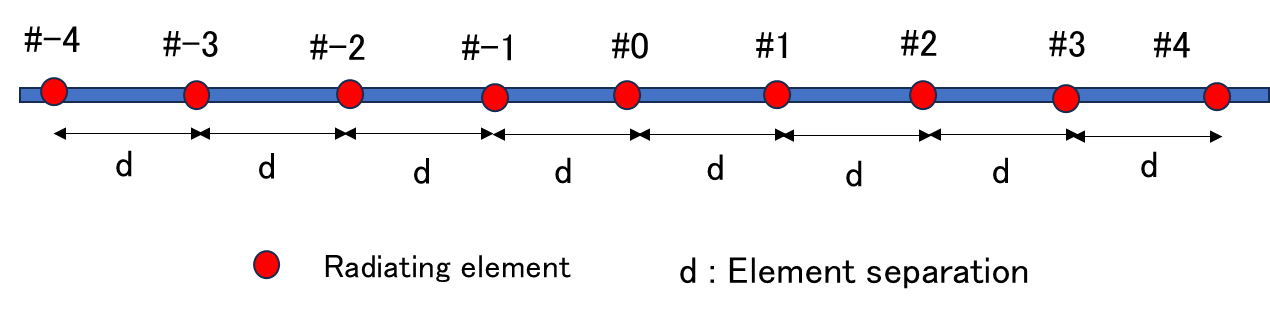 #-4 #-3 #-2 #-1 #0 #1 #2 #3 #4
d d d d d d d d
Radiating element d : Element separation